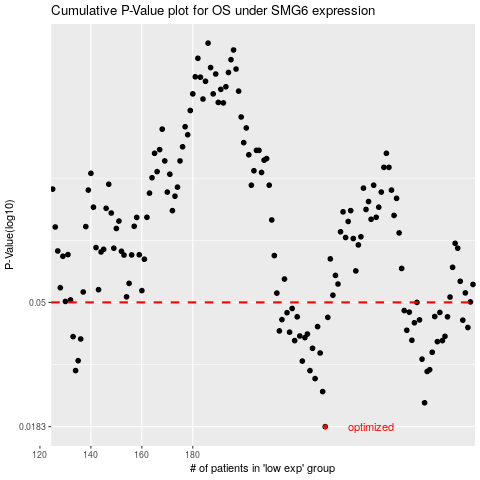 Cumulative P-Value plot for OS under SMG6 expression
P-Value(log10)
0.05
0.0183
optimized
120 140 160 180
# of patients in 'low exp' group